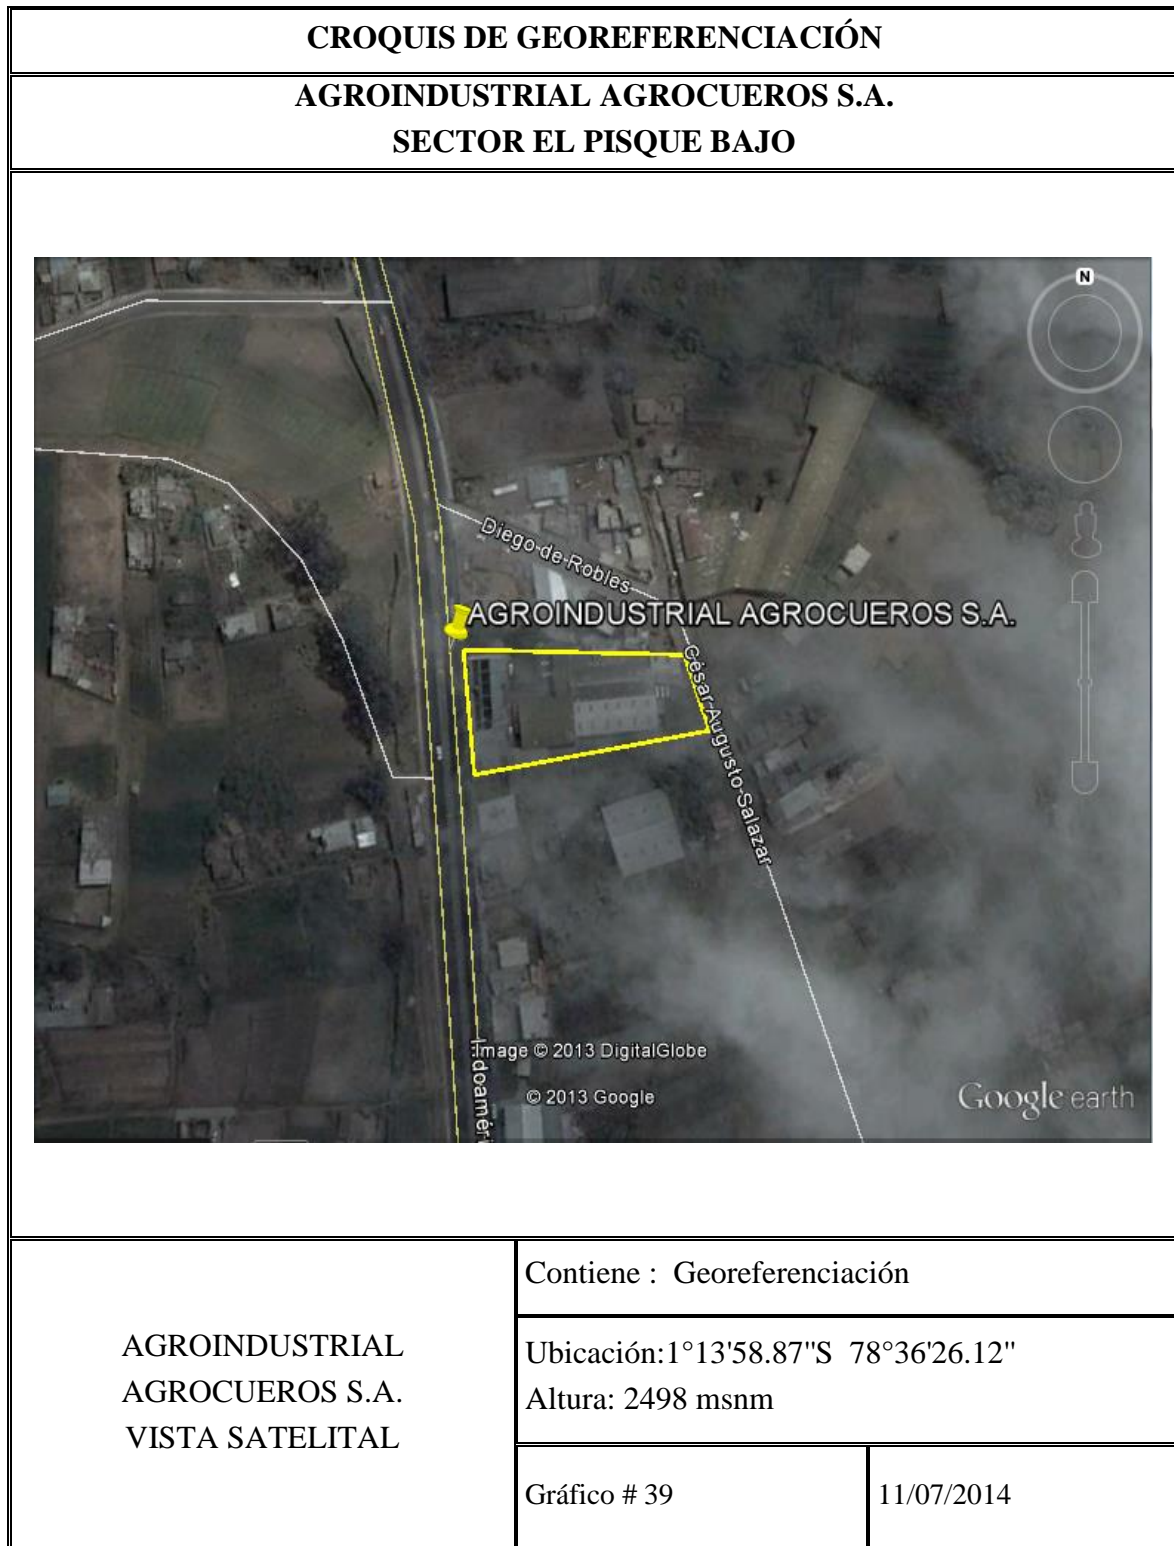 CROQUIS DE GEOREFERENCIACIÓN
AGROINDUSTRIAL AGROCUEROS S.A.
SECTOR EL PISQUE BAJO
N
Diego-de-Robles
AGROINDUSTRIAL AGROCUEROS S.A.
César-Augusto-Salazar
Image © 2013 DigitalGlobe
© 2013 Google
Google earth
AGROINDUSTRIAL
AGROCUEROS S.A.
VISTA SATELITAL
Contiene : Georeferenciación
Ubicación:1°13'58.87"S 78°36'26.12"
Altura: 2498 msnm
Gráfico # 39
11/07/2014